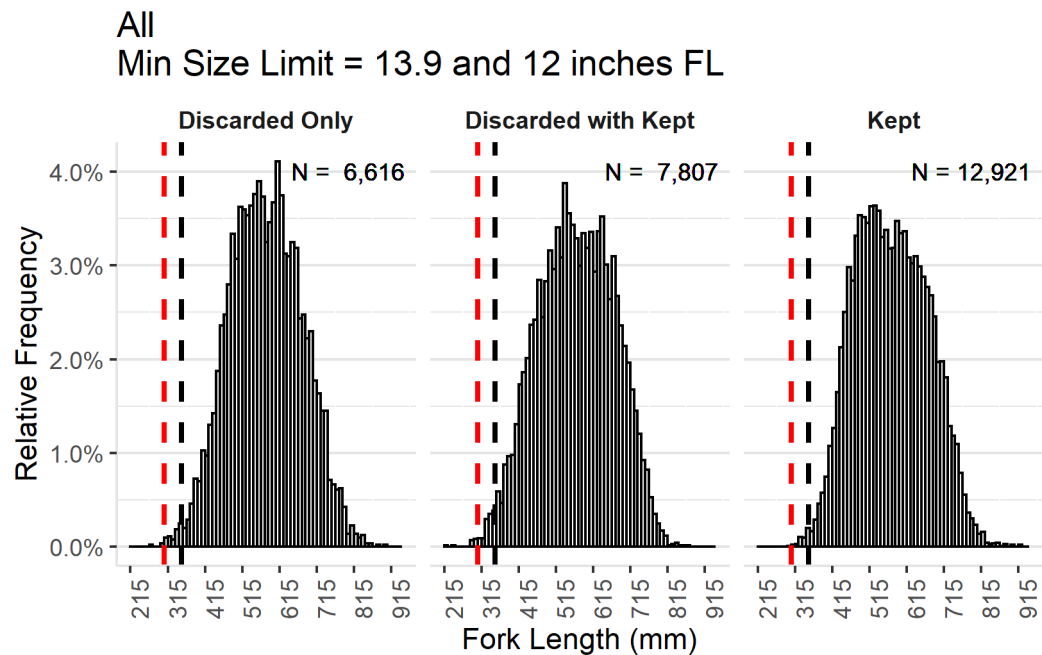 All
Min Size Limit = 13.9 and 12 inches FL
Discarded Only
Discarded with Kept
Kept
N =  6,616
N =  7,807
N = 12,921
Relative Frequency
4.0%
3.0%
2.0%
1.0%
0.0%
215 315 415 515 615 715 815 915
215 315 415 515 615 715 815 915
215 315 415 515 615 715 815 915
Fork Length (mm)